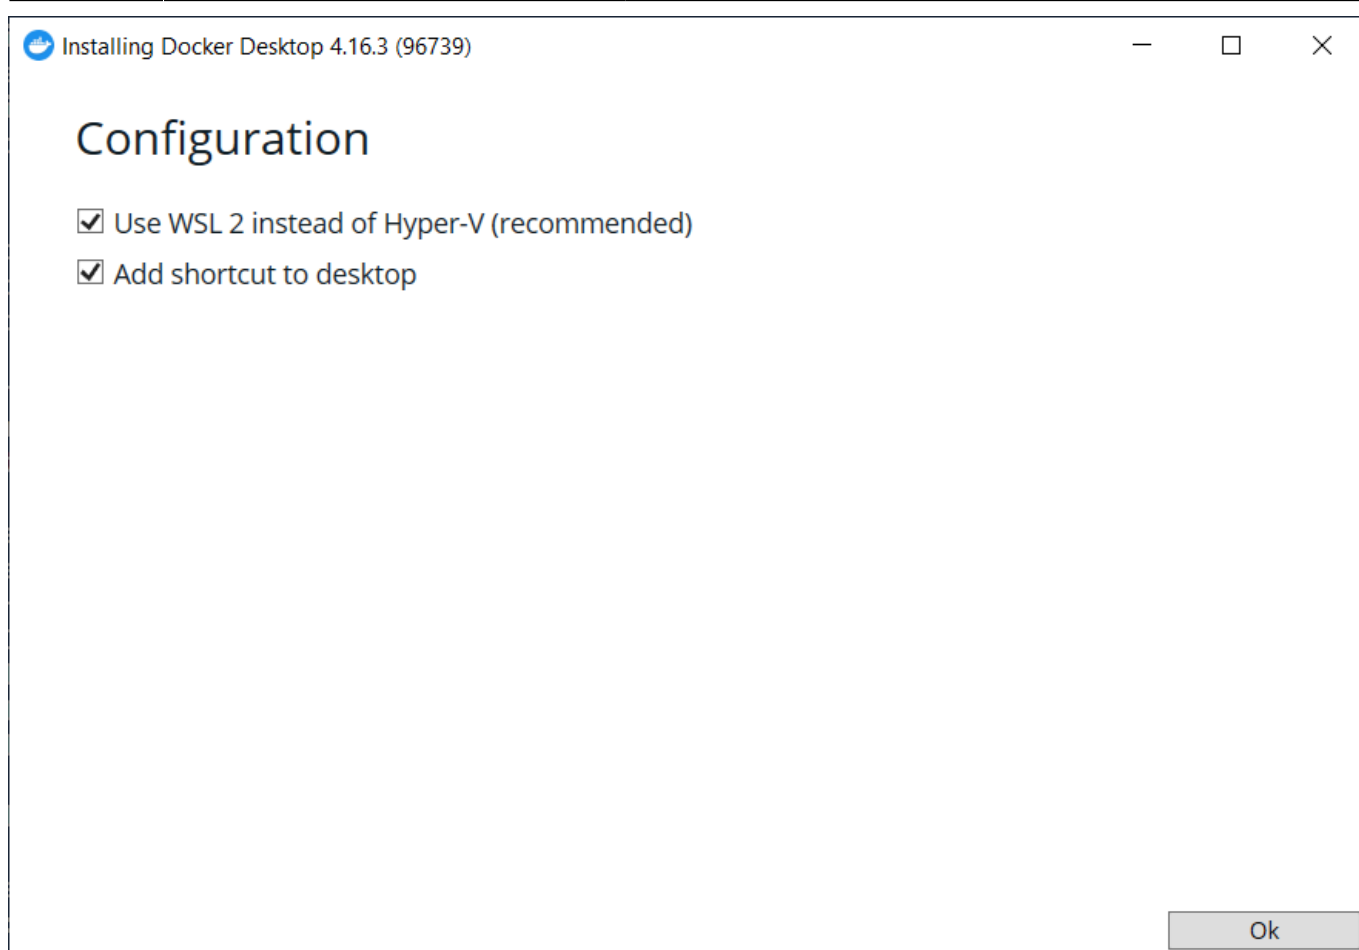 Installing Docker Desktop 4.16.3 (96739)
Configuration
Use WSL 2 instead of Hyper-V (recommended)
Add shortcut to desktop
Ok